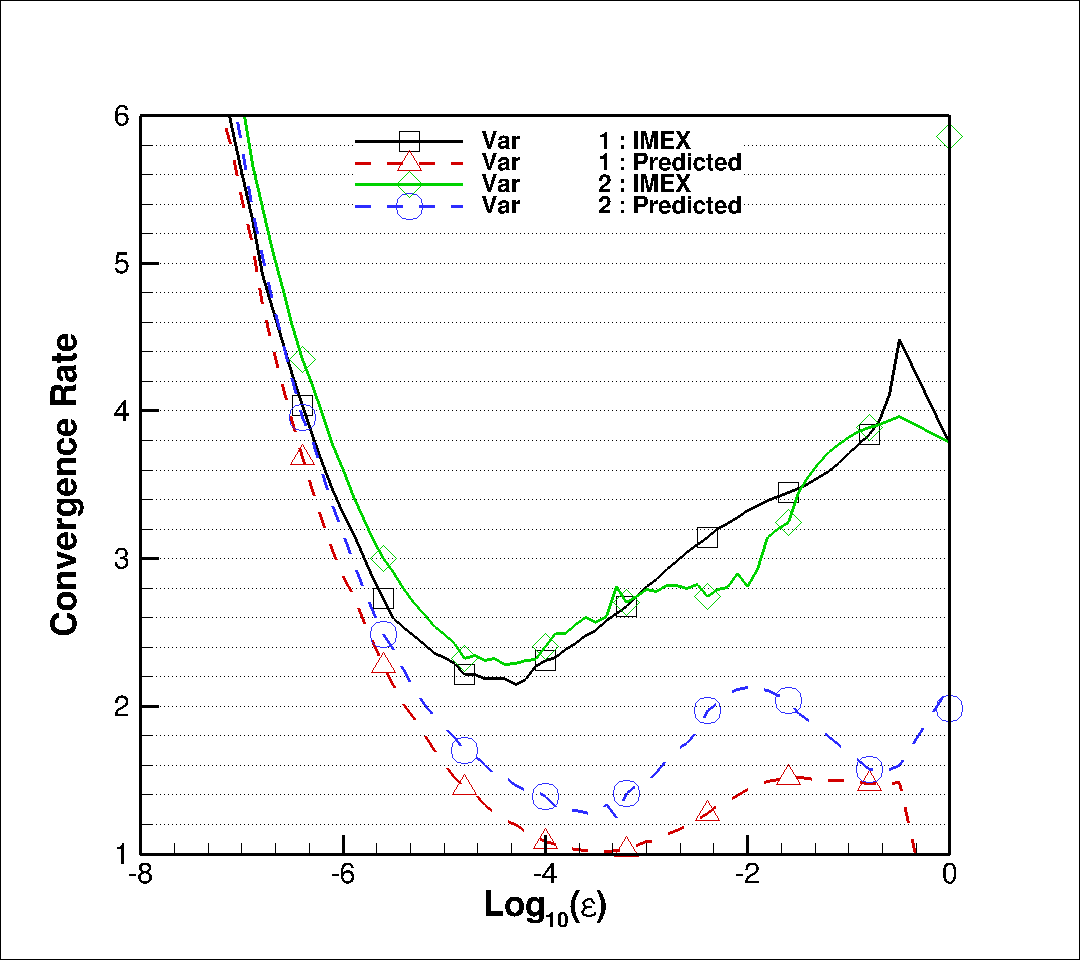 6
Var 1 : IMEX
Var 1 : Predicted
Var 2 : IMEX
Var 2 : Predicted
5
4
3
2
1
Convergence Rate
-8 -6 -4 -2 0
Log10(ε)